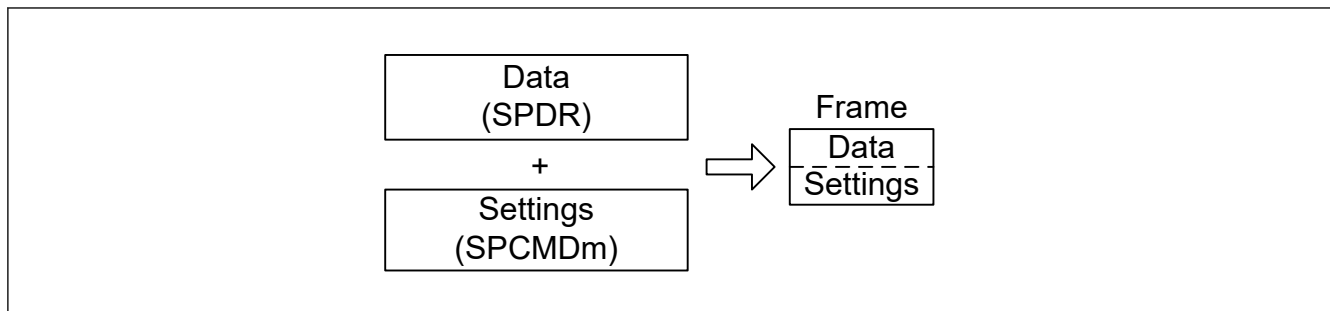 Data
(SPDR)
+
Settings
(SPCMDm)
Frame
Data
Settings